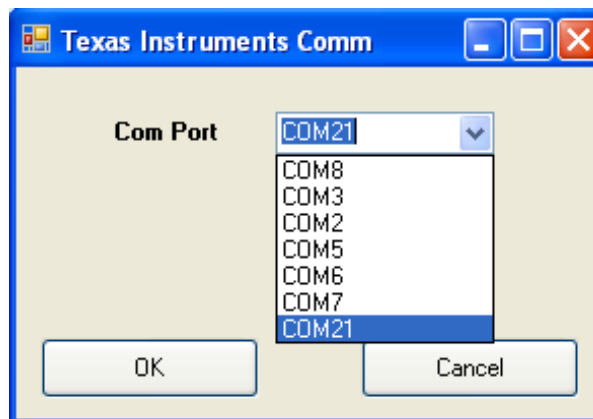 Texas Instruments Comm
Com Port COM21
COM8
COM3
COM2
COM5
COM6
COM7
COM21
OK Cancel